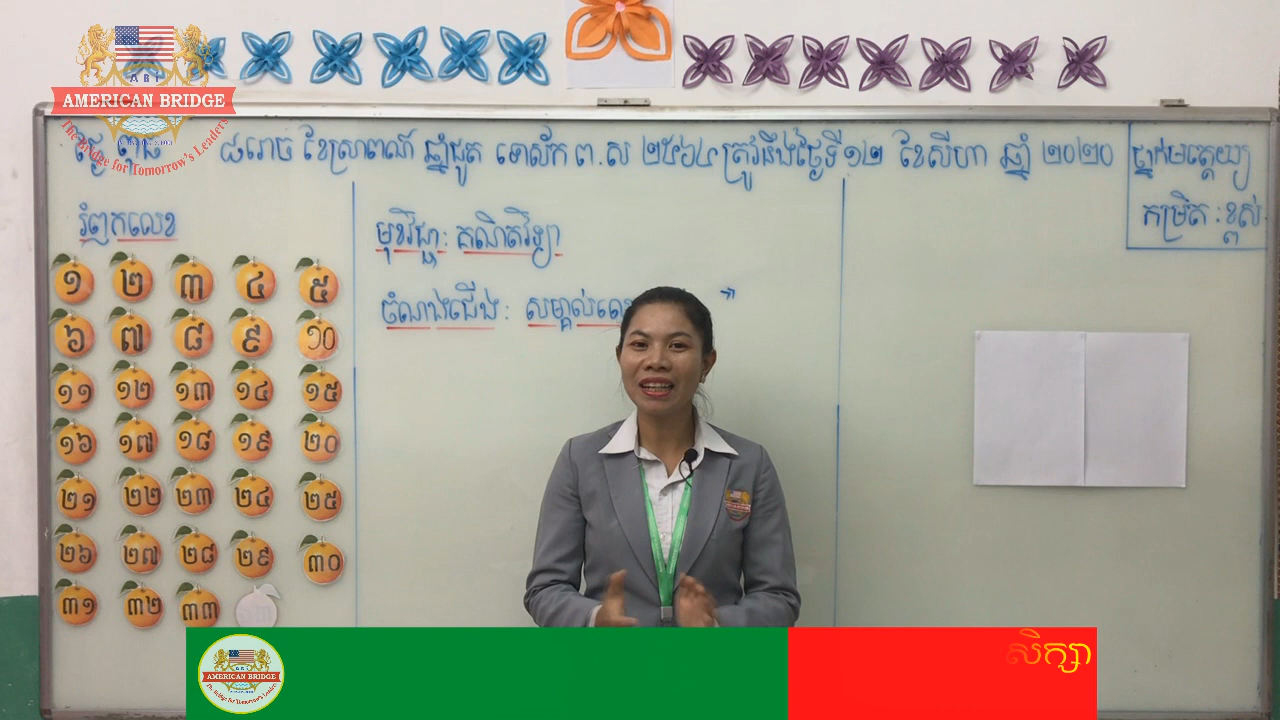 ARI
AMERICAN BRIDGE
The Bridge for Tomorrow's Leaders
ថ្ងៃ ៨រោច ខែស្រាពណ៍ ឆ្នាំជូត ទោស័ក ព.ស ២៥៦៤ ត្រូវនឹងថ្ងៃទី១២ ខែសីហា ឆ្នាំ ២០២០
ថ្នាក់មត្តេយ្យ
កម្រិត : ខ្ពស់
រំញកលេខ
មុខវិជ្ជា: គណិតវិទ្យា
ចំណងជើង: សម្គាល់លេខ
១ ២ ៣ ៤ ៥
៦ ៧ ៨ ៩ ១០
១១ ១២ ១៣ ១៤ ១៥
១៦ ១៧ ១៨ ១៩ ២០
២១ ២២ ២៣ ២៤ ២៥
២៦ ២៧ ២៨ ២៩ ៣០
៣១ ៣២ ៣៣
AMERICAN BRIDGE
The Bridge for Tomorrow's Leaders
សិក្សា